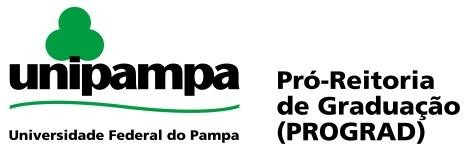 unipampa
Universidade Federal do Pampa
Pró-Reitoria
de Graduação
(PROGRAD)